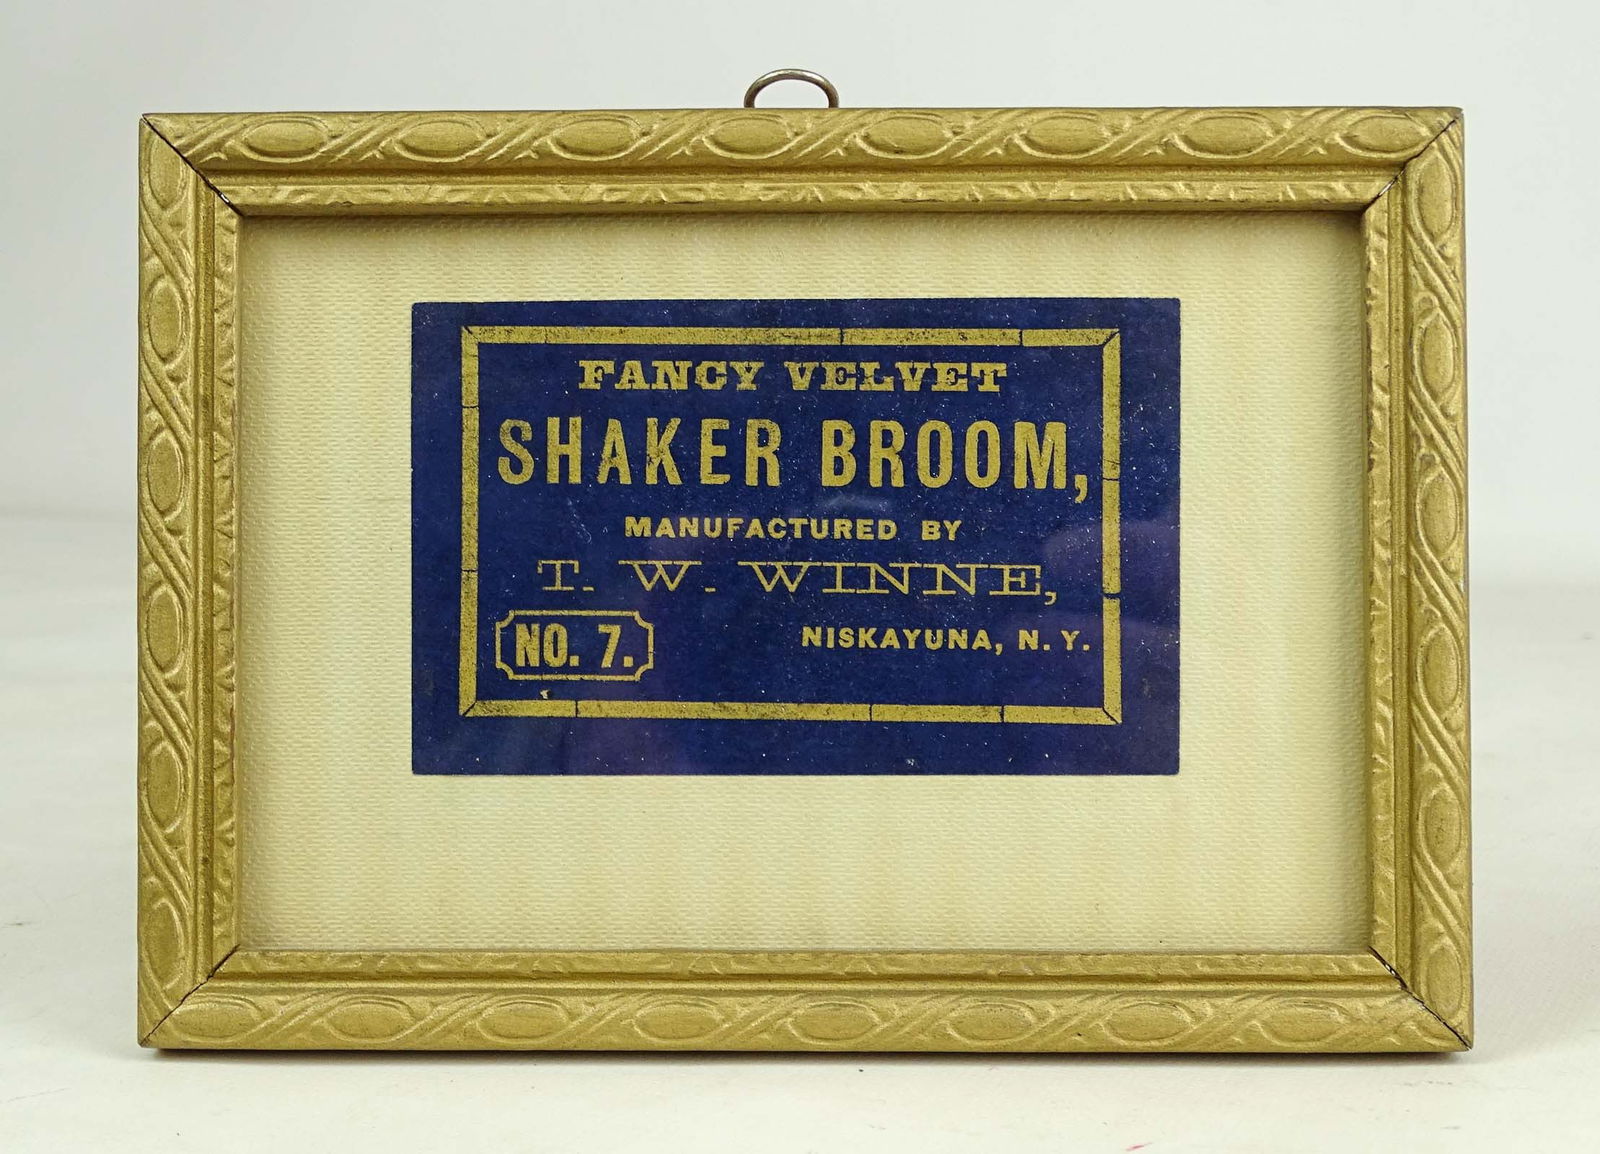 FANCY VELVET
SHAKER BROOM,
MANUFACTURED BY
T. W. WINNE,
NO. 7.
NISKAYUNA, N. Y.